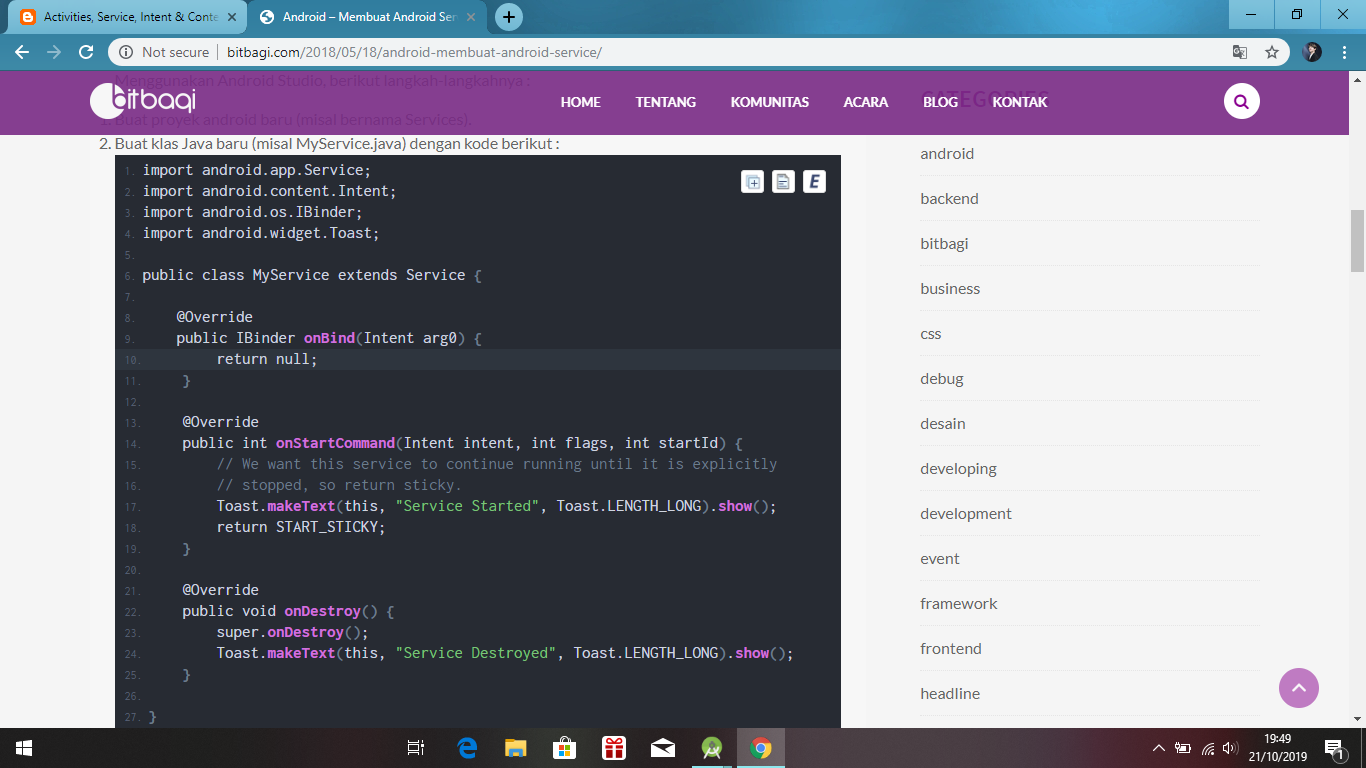 Activities, Service, Intent & Conte
Android – Membuat Android Ser
Not secure
bitbagi.com/2018/05/18/android-membuat-android-service/
Menggunakan Android Studio, berikut langkah-langkahnya :
bitbagi
HOME
TENTANG
KOMUNITAS
ACARA
BLOG
KONTAK
CATEGORIES
1. Buat proyek android baru (misal bernama Services).
2. Buat klas Java baru (misal MyService.java) dengan kode berikut :
1. import android.app.Service;
2. import android.content.Intent;
3. import android.os.IBinder;
4. import android.widget.Toast;
5.
6. public class MyService extends Service {
7.
8. @Override
9. public IBinder onBind(Intent arg0) {
10. return null;
11. }
12.
13. @Override
14. public int onStartCommand(Intent intent, int flags, int startId) {
15. // We want this service to continue running until it is explicitly
16. // stopped, so return sticky.
17. Toast.makeText(this, "Service Started", Toast.LENGTH_LONG).show();
18. return START_STICKY;
19. }
20.
21. @Override
22. public void onDestroy() {
23. super.onDestroy();
24. Toast.makeText(this, "Service Destroyed", Toast.LENGTH_LONG).show();
25. }
26.
27. }
E
android
backend
bitbagi
business
css
debug
desain
developing
development
event
framework
frontend
headline
19:49
21/10/2019
1